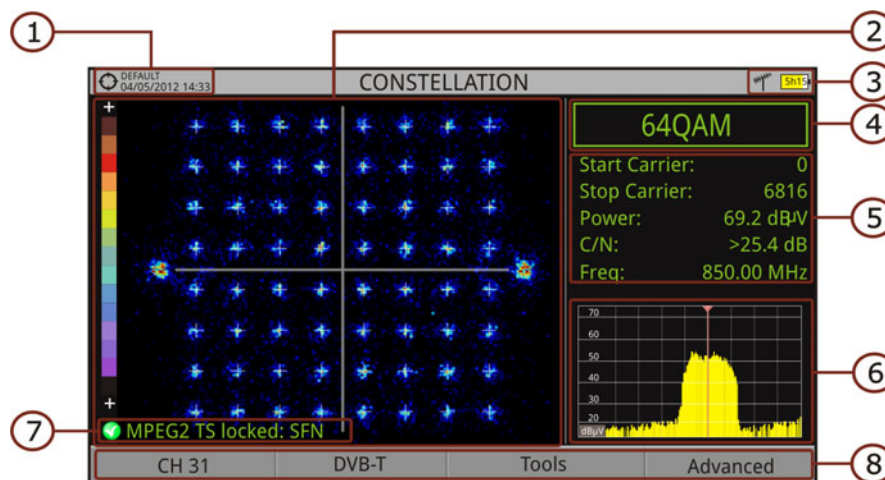 1
2
3
4
5
6
7
8
DEFAULT
04/05/2012 14:33
CONSTELLATION
5h15
+
+
64QAM
Start Carrier: 0
Stop Carrier: 6816
Power: 69.2 dBµV
C/N: >25.4 dB
Freq: 850.00 MHz
70
60
50
40
30
20
dBµV
MPEG2 TS locked: SFN
CH 31
DVB-T
Tools
Advanced